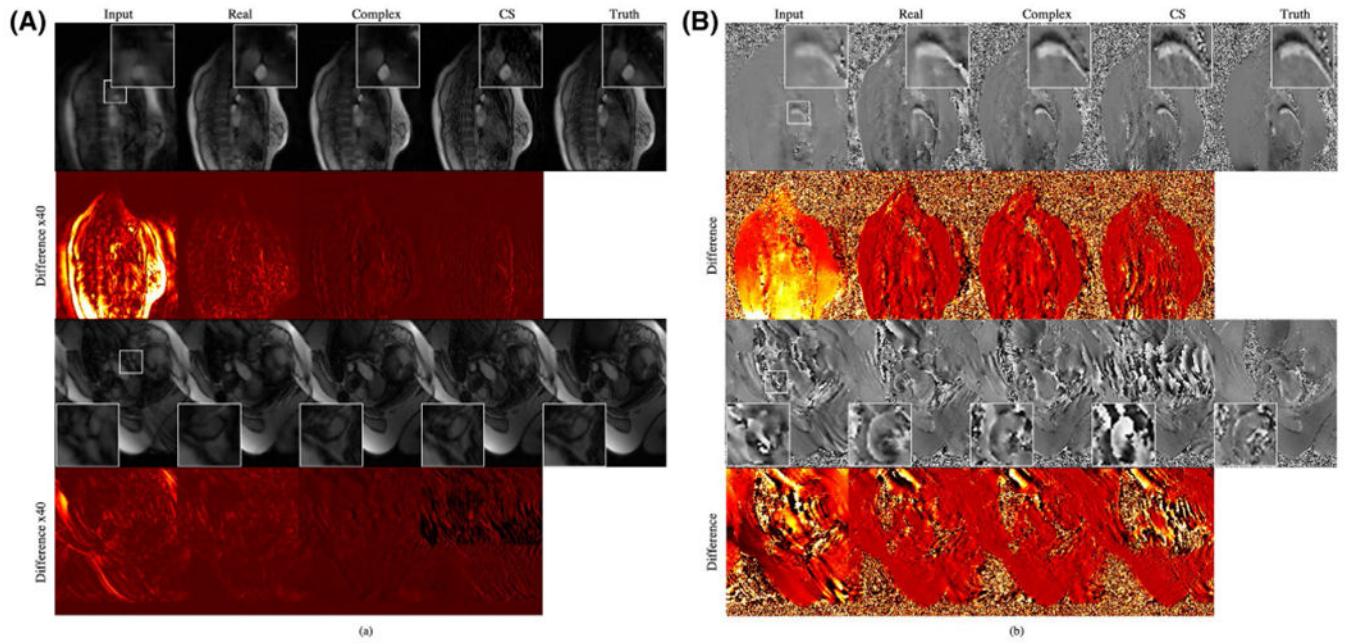 (A)
Input Real Complex CS Truth
Difference x40
Difference x40
(a)
(B)
Input Real Complex CS Truth
Difference
Difference
(b)